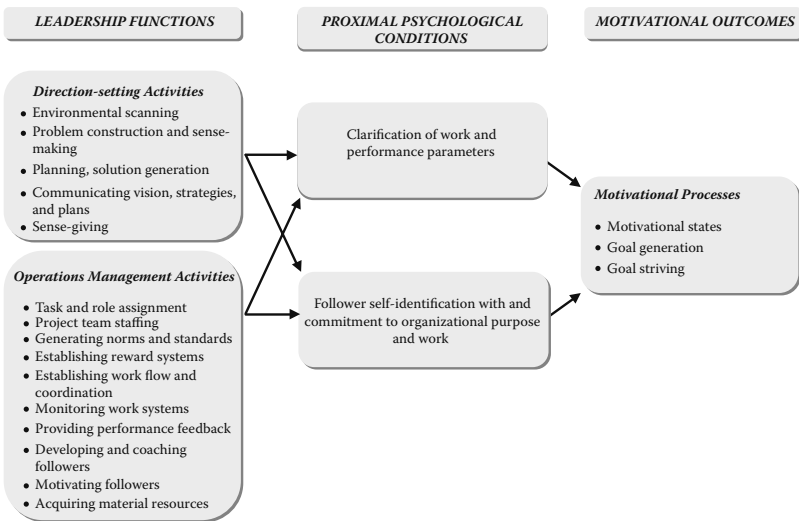 LEADERSHIP FUNCTIONS
PROXIMAL PSYCHOLOGICAL
CONDITIONS
MOTIVATIONAL OUTCOMES
Direction-setting Activities
• Environmental scanning
• Problem construction and sense-
making
• Planning, solution generation
• Communicating vision, strategies,
and plans
• Sense-giving
Operations Management Activities
• Task and role assignment
• Project team staffing
• Generating norms and standards
• Establishing reward systems
• Establishing work flow and
coordination
• Monitoring work systems
• Providing performance feedback
• Developing and coaching
followers
• Motivating followers
• Acquiring material resources
Clarification of work and
performance parameters
Follower self-identification with and
commitment to organizational purpose
and work
Motivational Processes
• Motivational states
• Goal generation
• Goal striving